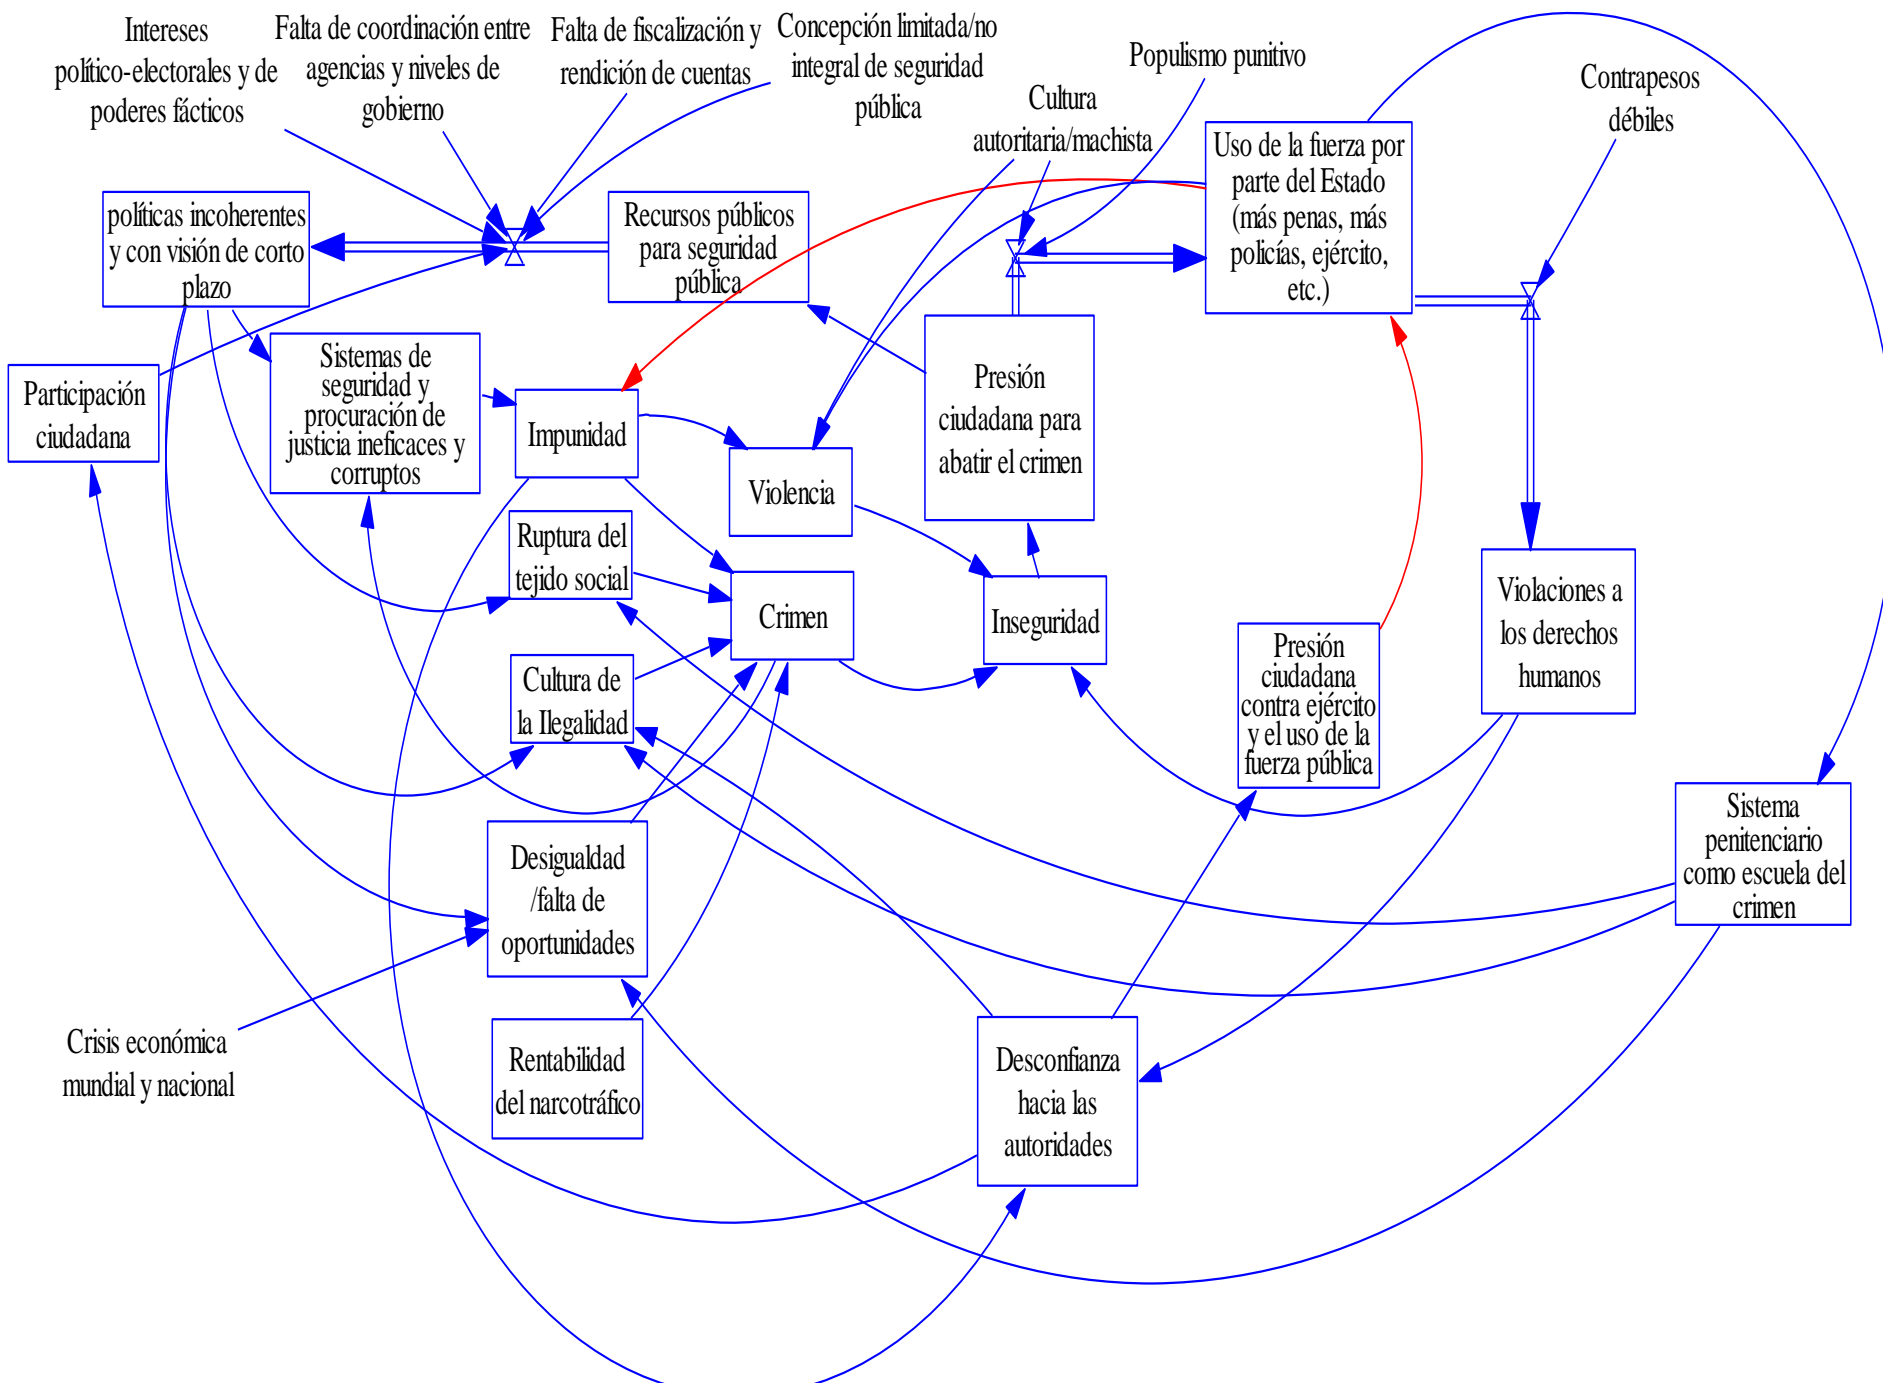 Intereses
político-electorales y de
poderes fácticos
Falta de coordinación entre
agencias y niveles de
gobierno
Falta de fiscalización y
rendición de cuentas
Concepción limitada/no
integral de seguridad
pública
Cultura
autoritaria/machista
Populismo punitivo
Contrapesos
débiles
políticas incoherentes
y con visión de corto
plazo
Recursos públicos
para seguridad
pública
Uso de la fuerza por
parte del Estado
(más penas, más
policías, ejército,
etc.)
Participación
ciudadana
Sistemas de
seguridad y
procuración de
justicia ineficaces y
corruptos
Impunidad
Violencia
Presión
ciudadana para
abatir el crimen
Ruptura del
tejido social
Crimen
Inseguridad
Cultura de
la Ilegalidad
Presión
ciudadana
contra ejército
y el uso de la
fuerza pública
Violaciones a
los derechos
humanos
Desigualdad
/falta de
oportunidades
Sistema
penitenciario
como escuela del
crimen
Crisis económica
mundial y nacional
Rentabilidad
del narcotráfico
Desconfianza
hacia las
autoridades